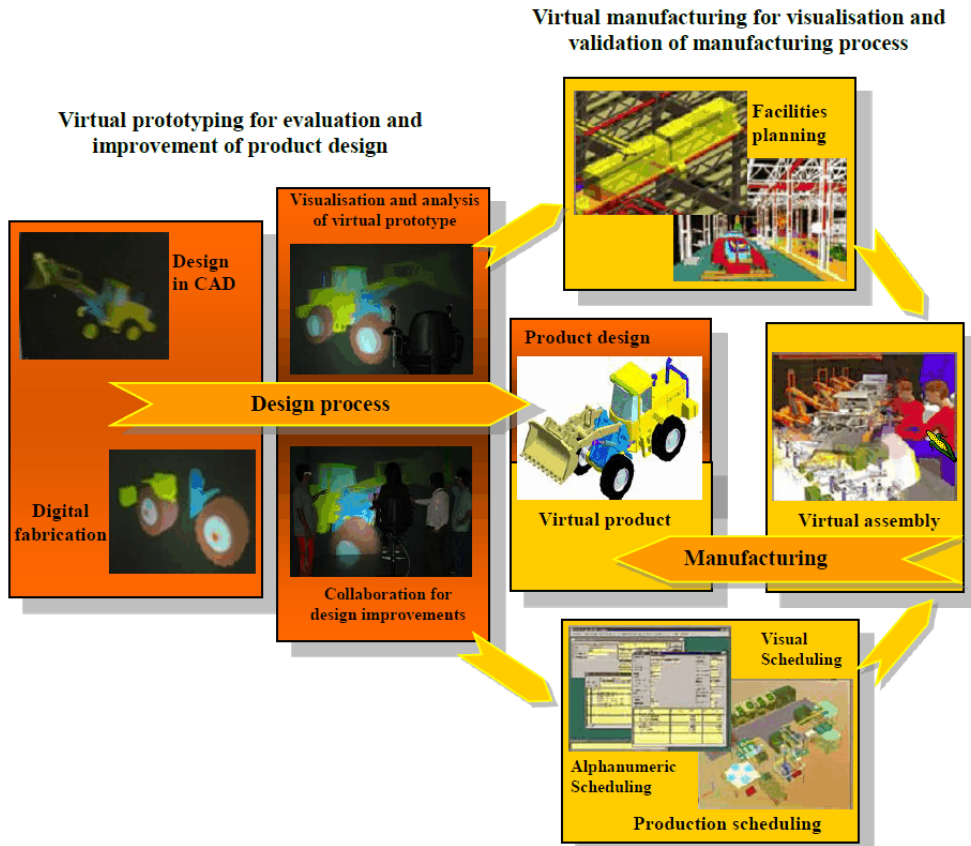 Virtual manufacturing for visualisation and
validation of manufacturing process
Virtual prototyping for evaluation and
improvement of product design
Facilities
planning
Visualisation and analysis
of virtual prototype
Design
in CAD
Product design
Design process
Digital
fabrication
Virtual product
Virtual assembly
Manufacturing
Collaboration for
design improvements
Visual
Scheduling
Alphanumeric
Scheduling
Production scheduling